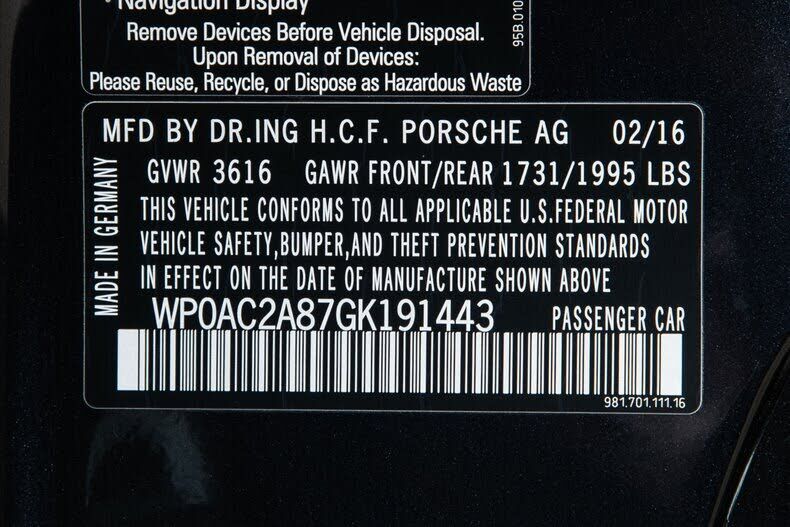 • Navigation Display
Remove Devices Before Vehicle Disposal.
Upon Removal of Devices:
Please Reuse, Recycle, or Dispose as Hazardous Waste
95B.010
MFD BY DR.ING H.C.F. PORSCHE AG 02/16
GVWR 3616 GAWR FRONT/REAR 1731/1995 LBS
THIS VEHICLE CONFORMS TO ALL APPLICABLE U.S.FEDERAL MOTOR
VEHICLE SAFETY,BUMPER,AND THEFT PREVENTION STANDARDS
IN EFFECT ON THE DATE OF MANUFACTURE SHOWN ABOVE
MADE IN GERMANY
WP0AC2A87GK191443 PASSENGER CAR
981.701.111.16